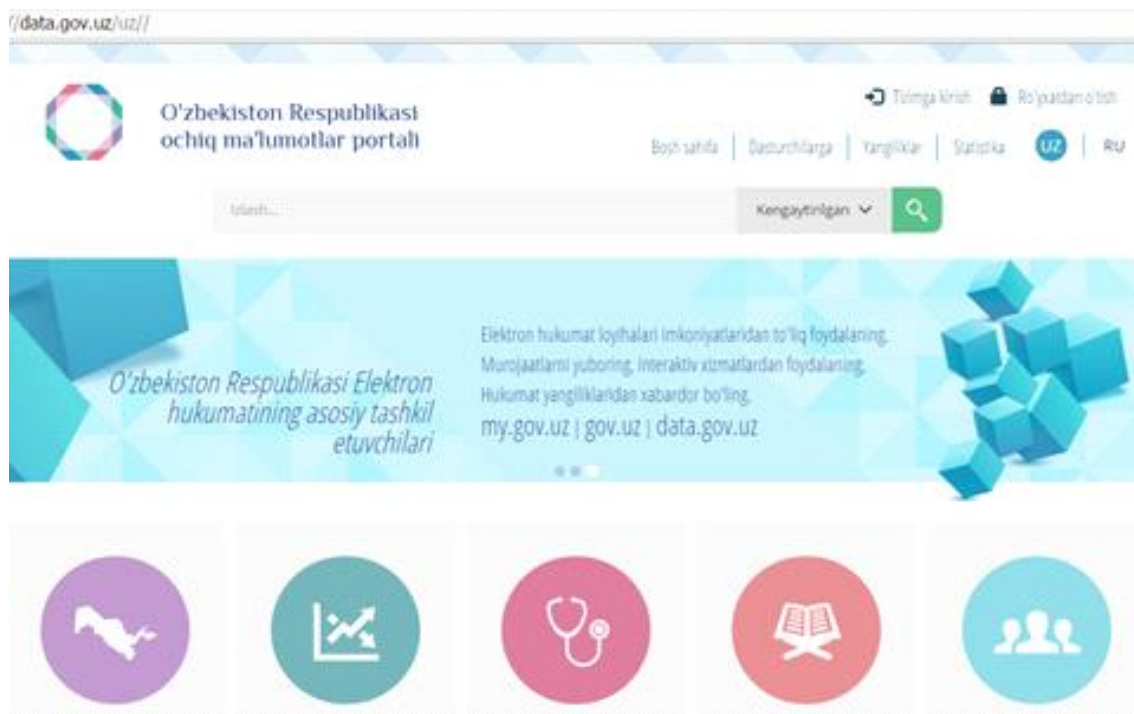 //data.gov.uz/uz//
O'zbekiston Respublikasi
ochiq ma'lumotlar portali
Tizimga kirish
Ro'yxatdan o'tish
Bosh sahifa | Dasturchilarga | Yangiliklar | Statistika UZ | RU
Izlash...
Kengaytirilgan
O'zbekiston Respublikasi Elektron
hukumatining asosiy tashkil
etuvchilari
Elektron hukumat loyihalari imkoniyatlaridan to'liq foydalaning.
Murojaatlarni yuboring, interaktiv xizmatlardan foydalaning.
Hukumat yangiliklaridan xabardor bo'ling.
my.gov.uz | gov.uz | data.gov.uz